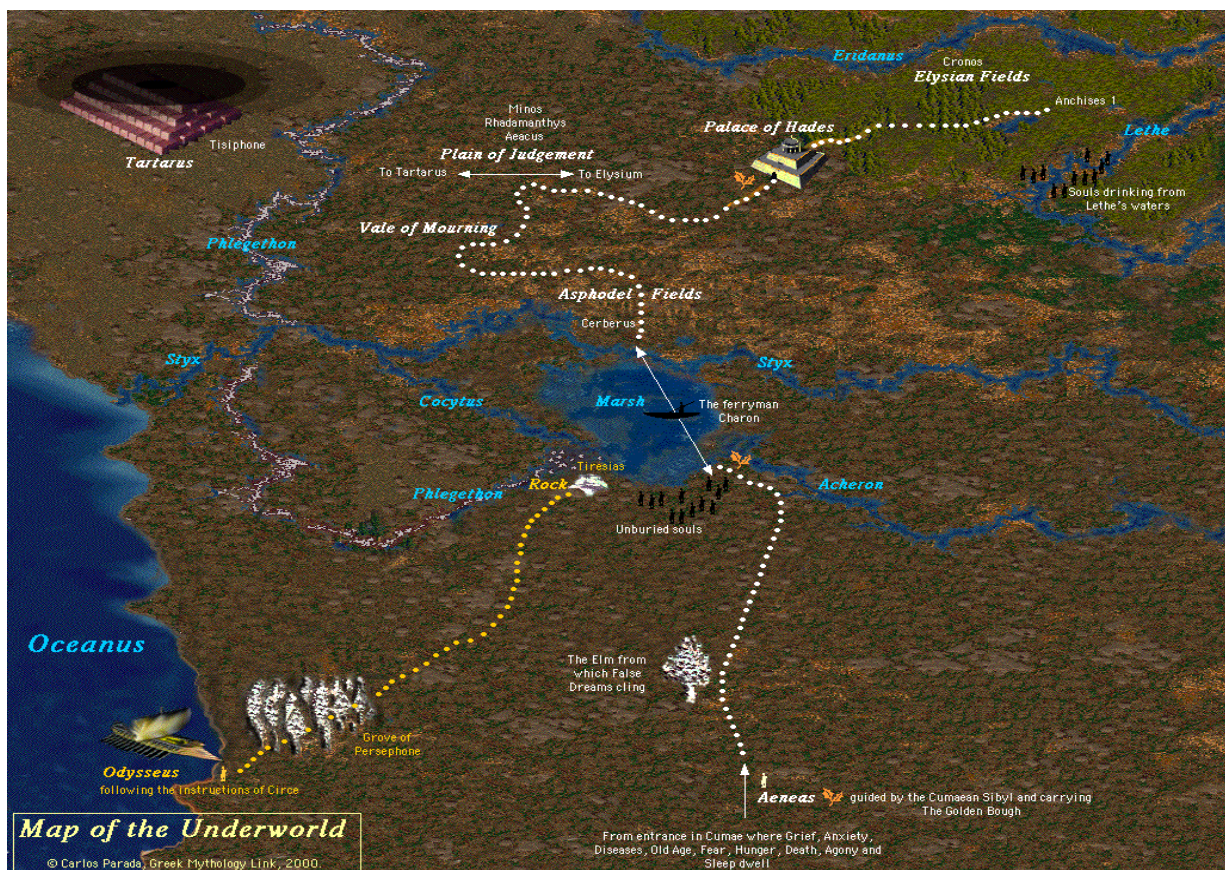 Eridanus
Cronos
Elysian Fields
Anchises 1
Minos
Rhadamanthys
Aeacus
Palace of Hades
Lethe
Tisiphone
Tartarus
Plain of Judgement
To Tartarus
To Elysium
Souls drinking from
Lethe's waters
Vale of Mourning
Phlegethon
Asphodel Fields
Cerberus
Styx
Styx
Cocytus
Marsh
The ferryman
Charon
Tiresias
Rock
Phlegethon
Acheron
Unburied souls
Oceanus
The Elm from
which False
Dreams cling
Grove of
Persephone
Odysseus
following the instructions of Circe
Aeneas
guided by the Cumaean Sibyl and carrying
The Golden Bough
Map of the Underworld
© Carlos Parada, Greek Mythology Link, 2000.
From entrance in Cumae where Grief, Anxiety,
Diseases, Old Age, Fear, Hunger, Death, Agony and
Sleep dwell